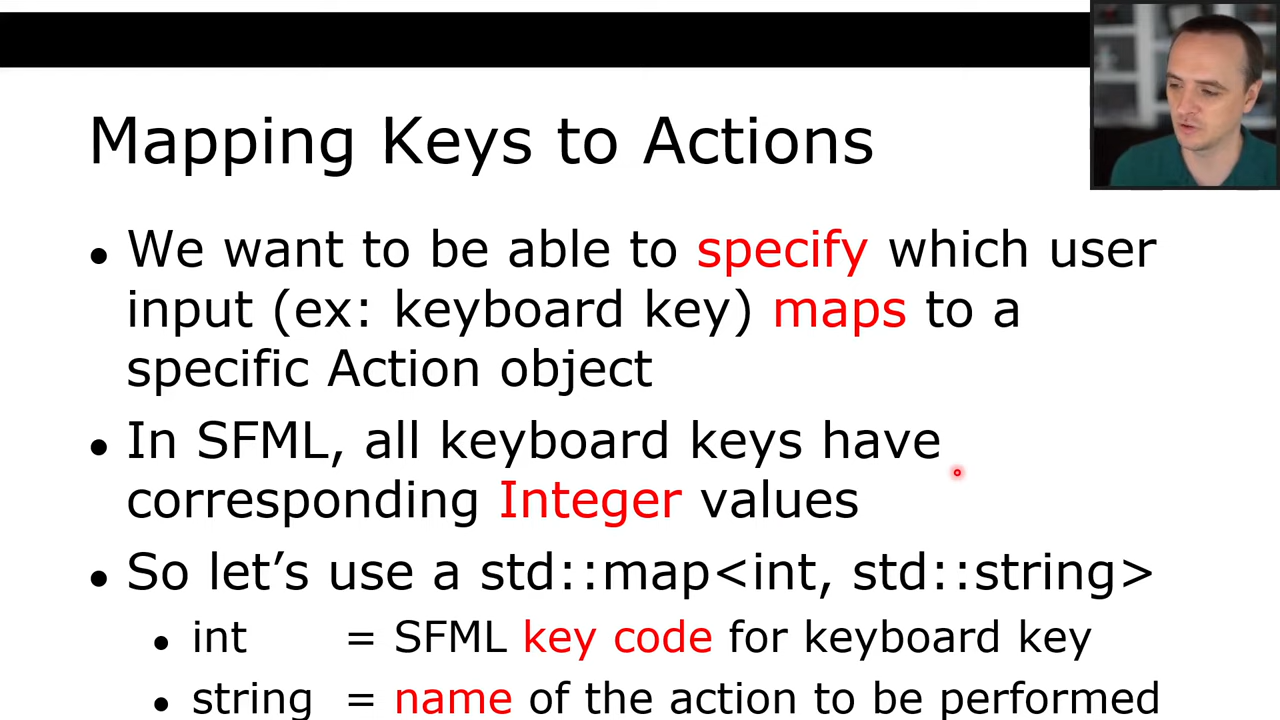 Mapping Keys to Actions
• We want to be able to specify which user
input (ex: keyboard key) maps to a
specific Action object
• In SFML, all keyboard keys have
corresponding Integer values
• So let’s use a std::map<int, std::string>
• int = SFML key code for keyboard key
• string = name of the action to be performed